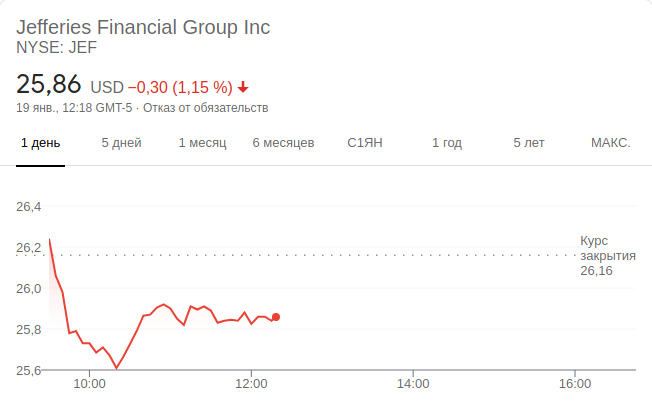 Jefferies Financial Group Inc
NYSE: JEF
25,86 USD −0,30 (1,15 %)
19 янв., 12:18 GMT-5 · Отказ от обязательств
1 день 5 дней 1 месяц 6 месяцев С1ЯН 1 год 5 лет МАКС.
26,4
26,2
26,0
25,8
25,6
Курс
закрытия
26,16
10:00 12:00 14:00 16:00